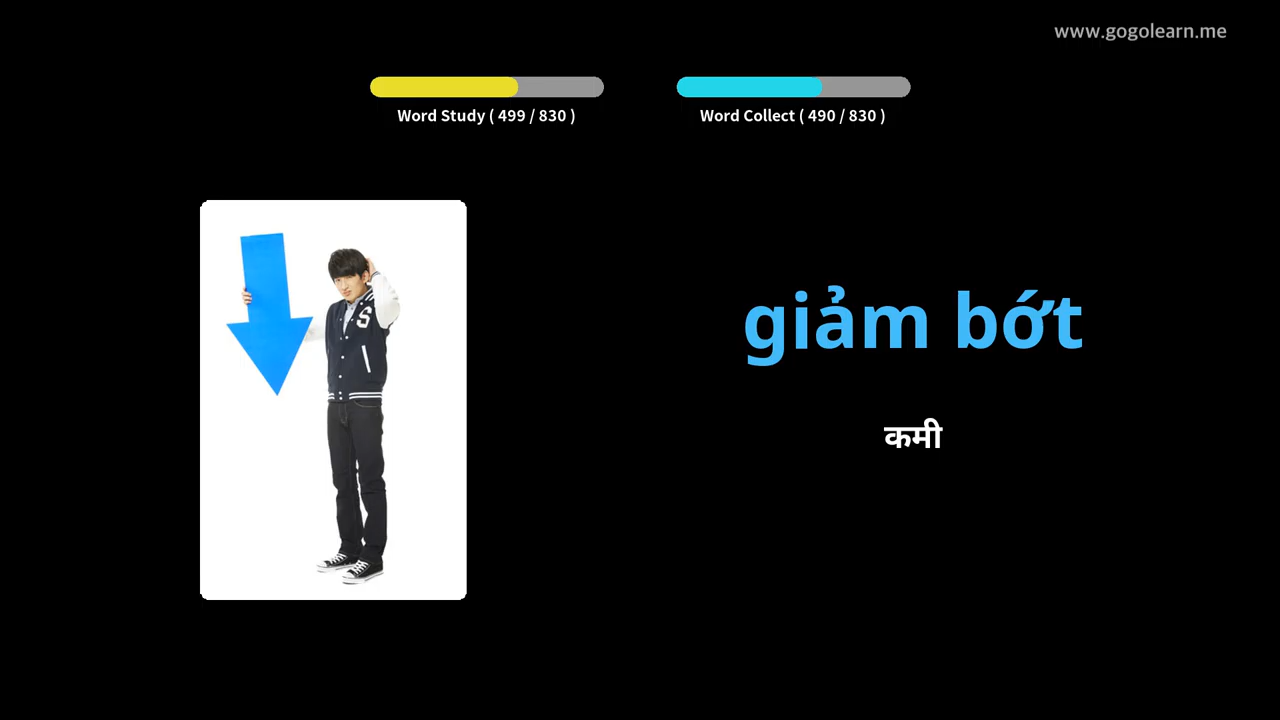 www.gogolearn.me
Word Study ( 499 / 830 )
Word Collect ( 490 / 830 )
S
giảm bớt
कमी